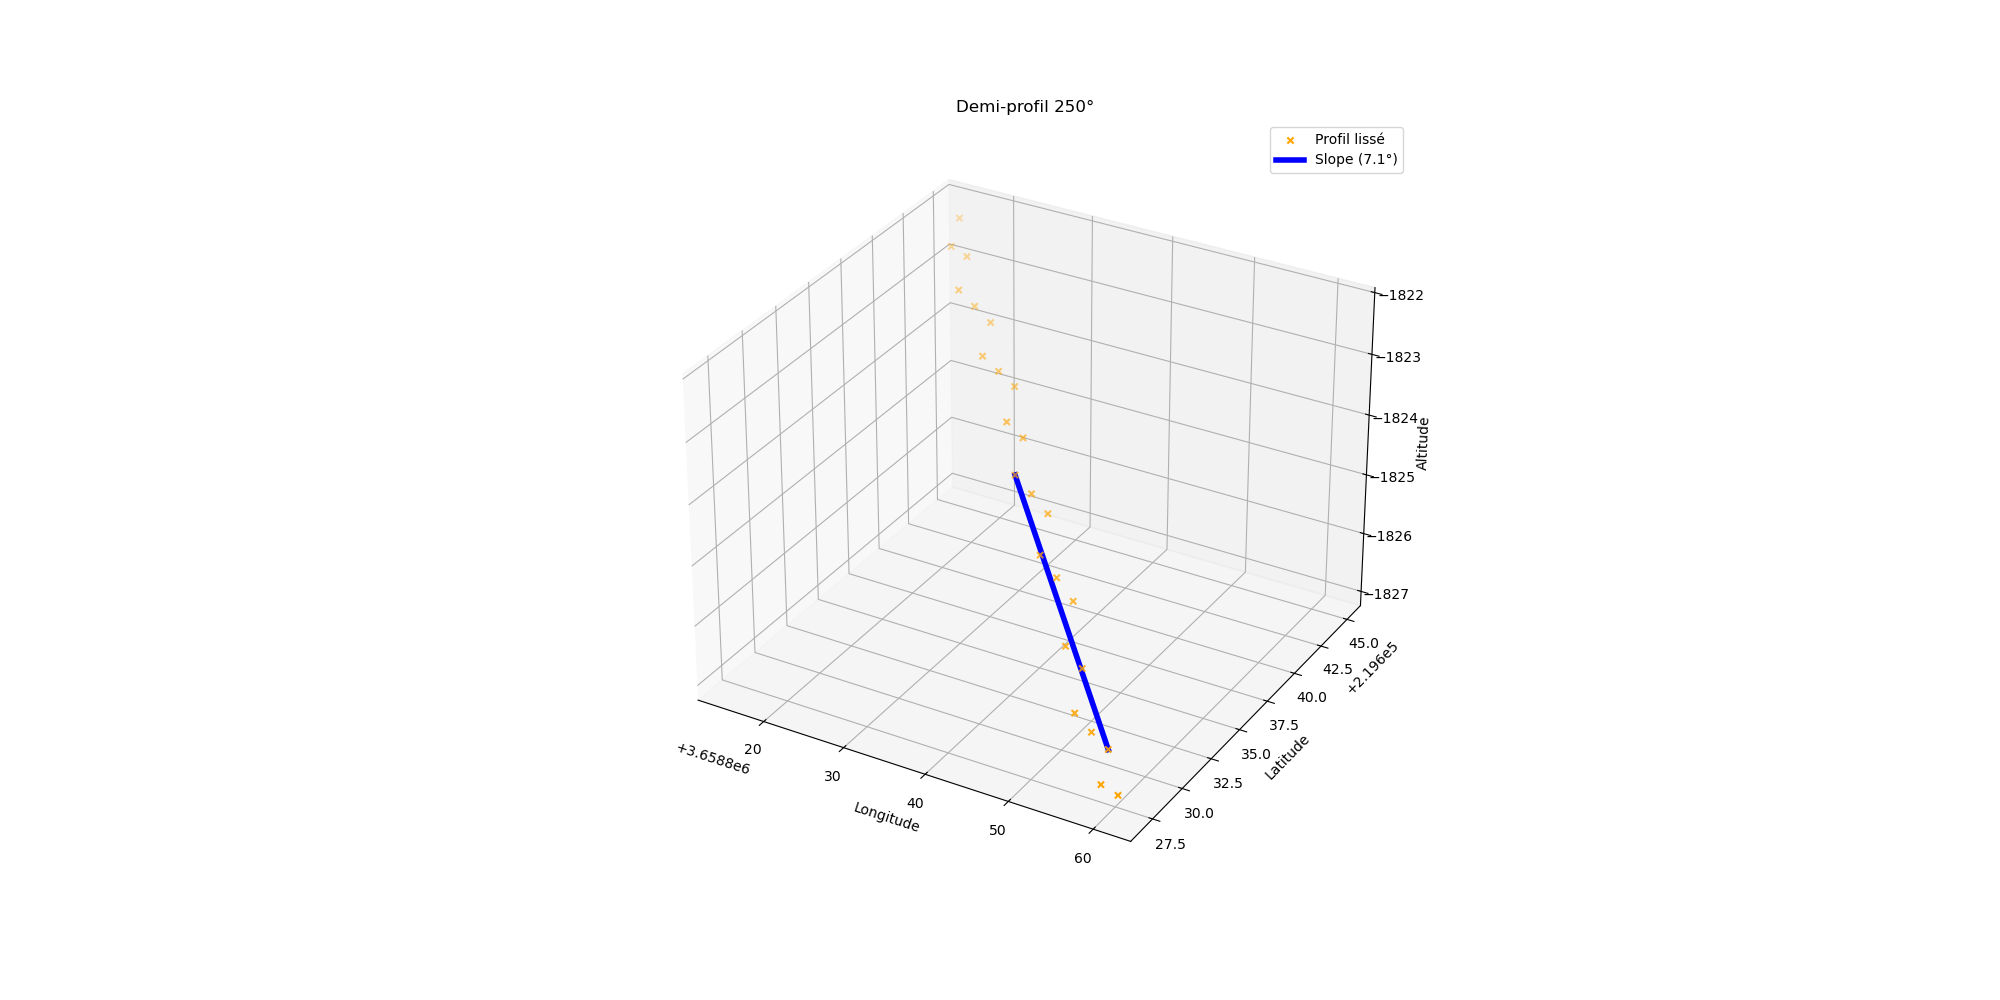 Demi-profil 250°
Profil lissé
Slope (7.1°)
−1822
−1823
−1824
−1825
−1826
−1827
Altitude
45.0
42.5
40.0
37.5
35.0
32.5
30.0
27.5
+2.196e5
Latitude
20
30
40
50
60
+3.6588e6
Longitude